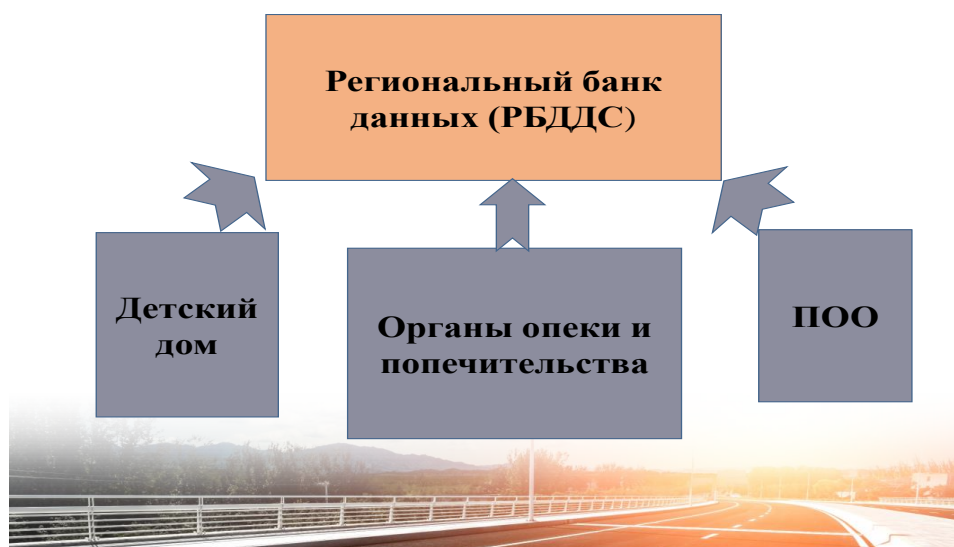 Региональный банк
данных (РБДДС)
Детский
дом
Органы опеки и
попечительства
ПОО